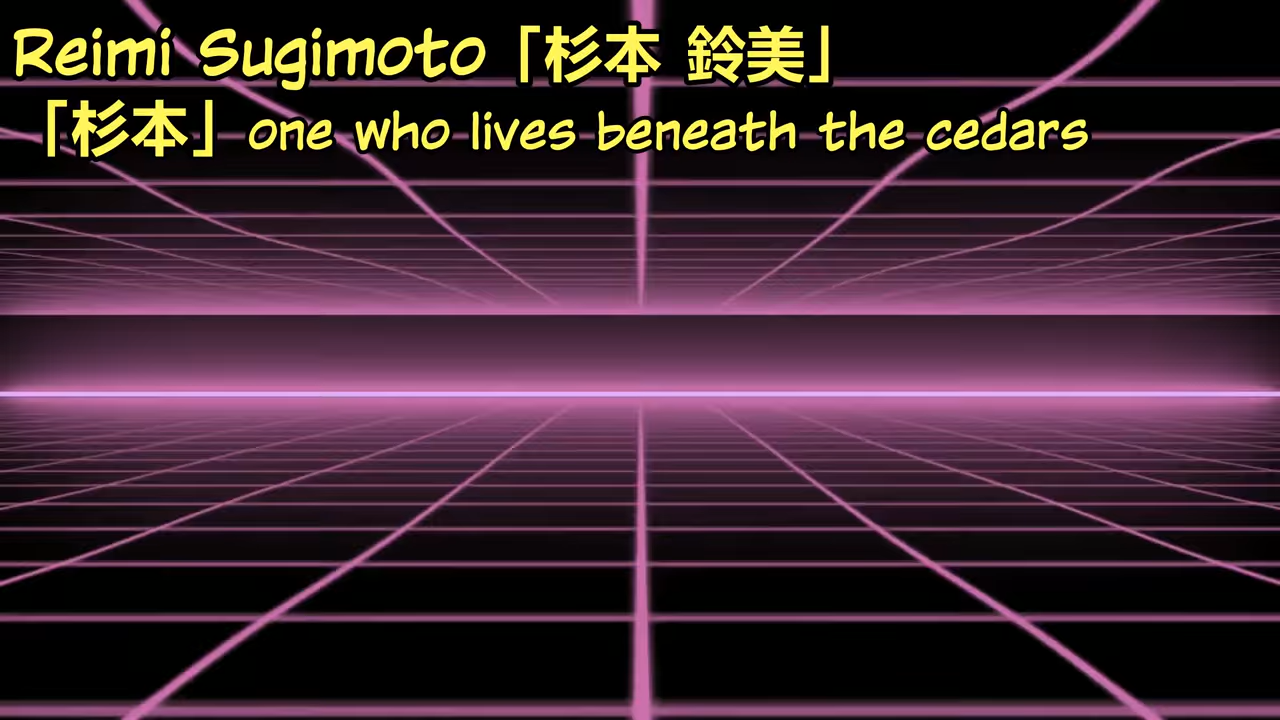 Reimi Sugimoto「杉本 鈴美」
「杉本」one who lives beneath the cedars